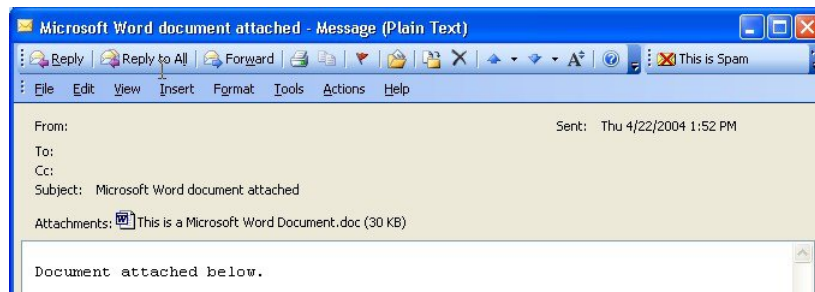 Microsoft Word document attached - Message (Plain Text)
Reply Reply to All Forward This is Spam
File Edit View Insert Format Tools Actions Help
From: Sent: Thu 4/22/2004 1:52 PM
To:
Cc:
Subject: Microsoft Word document attached
Attachments: This is a Microsoft Word Document.doc (30 KB)
Document attached below.